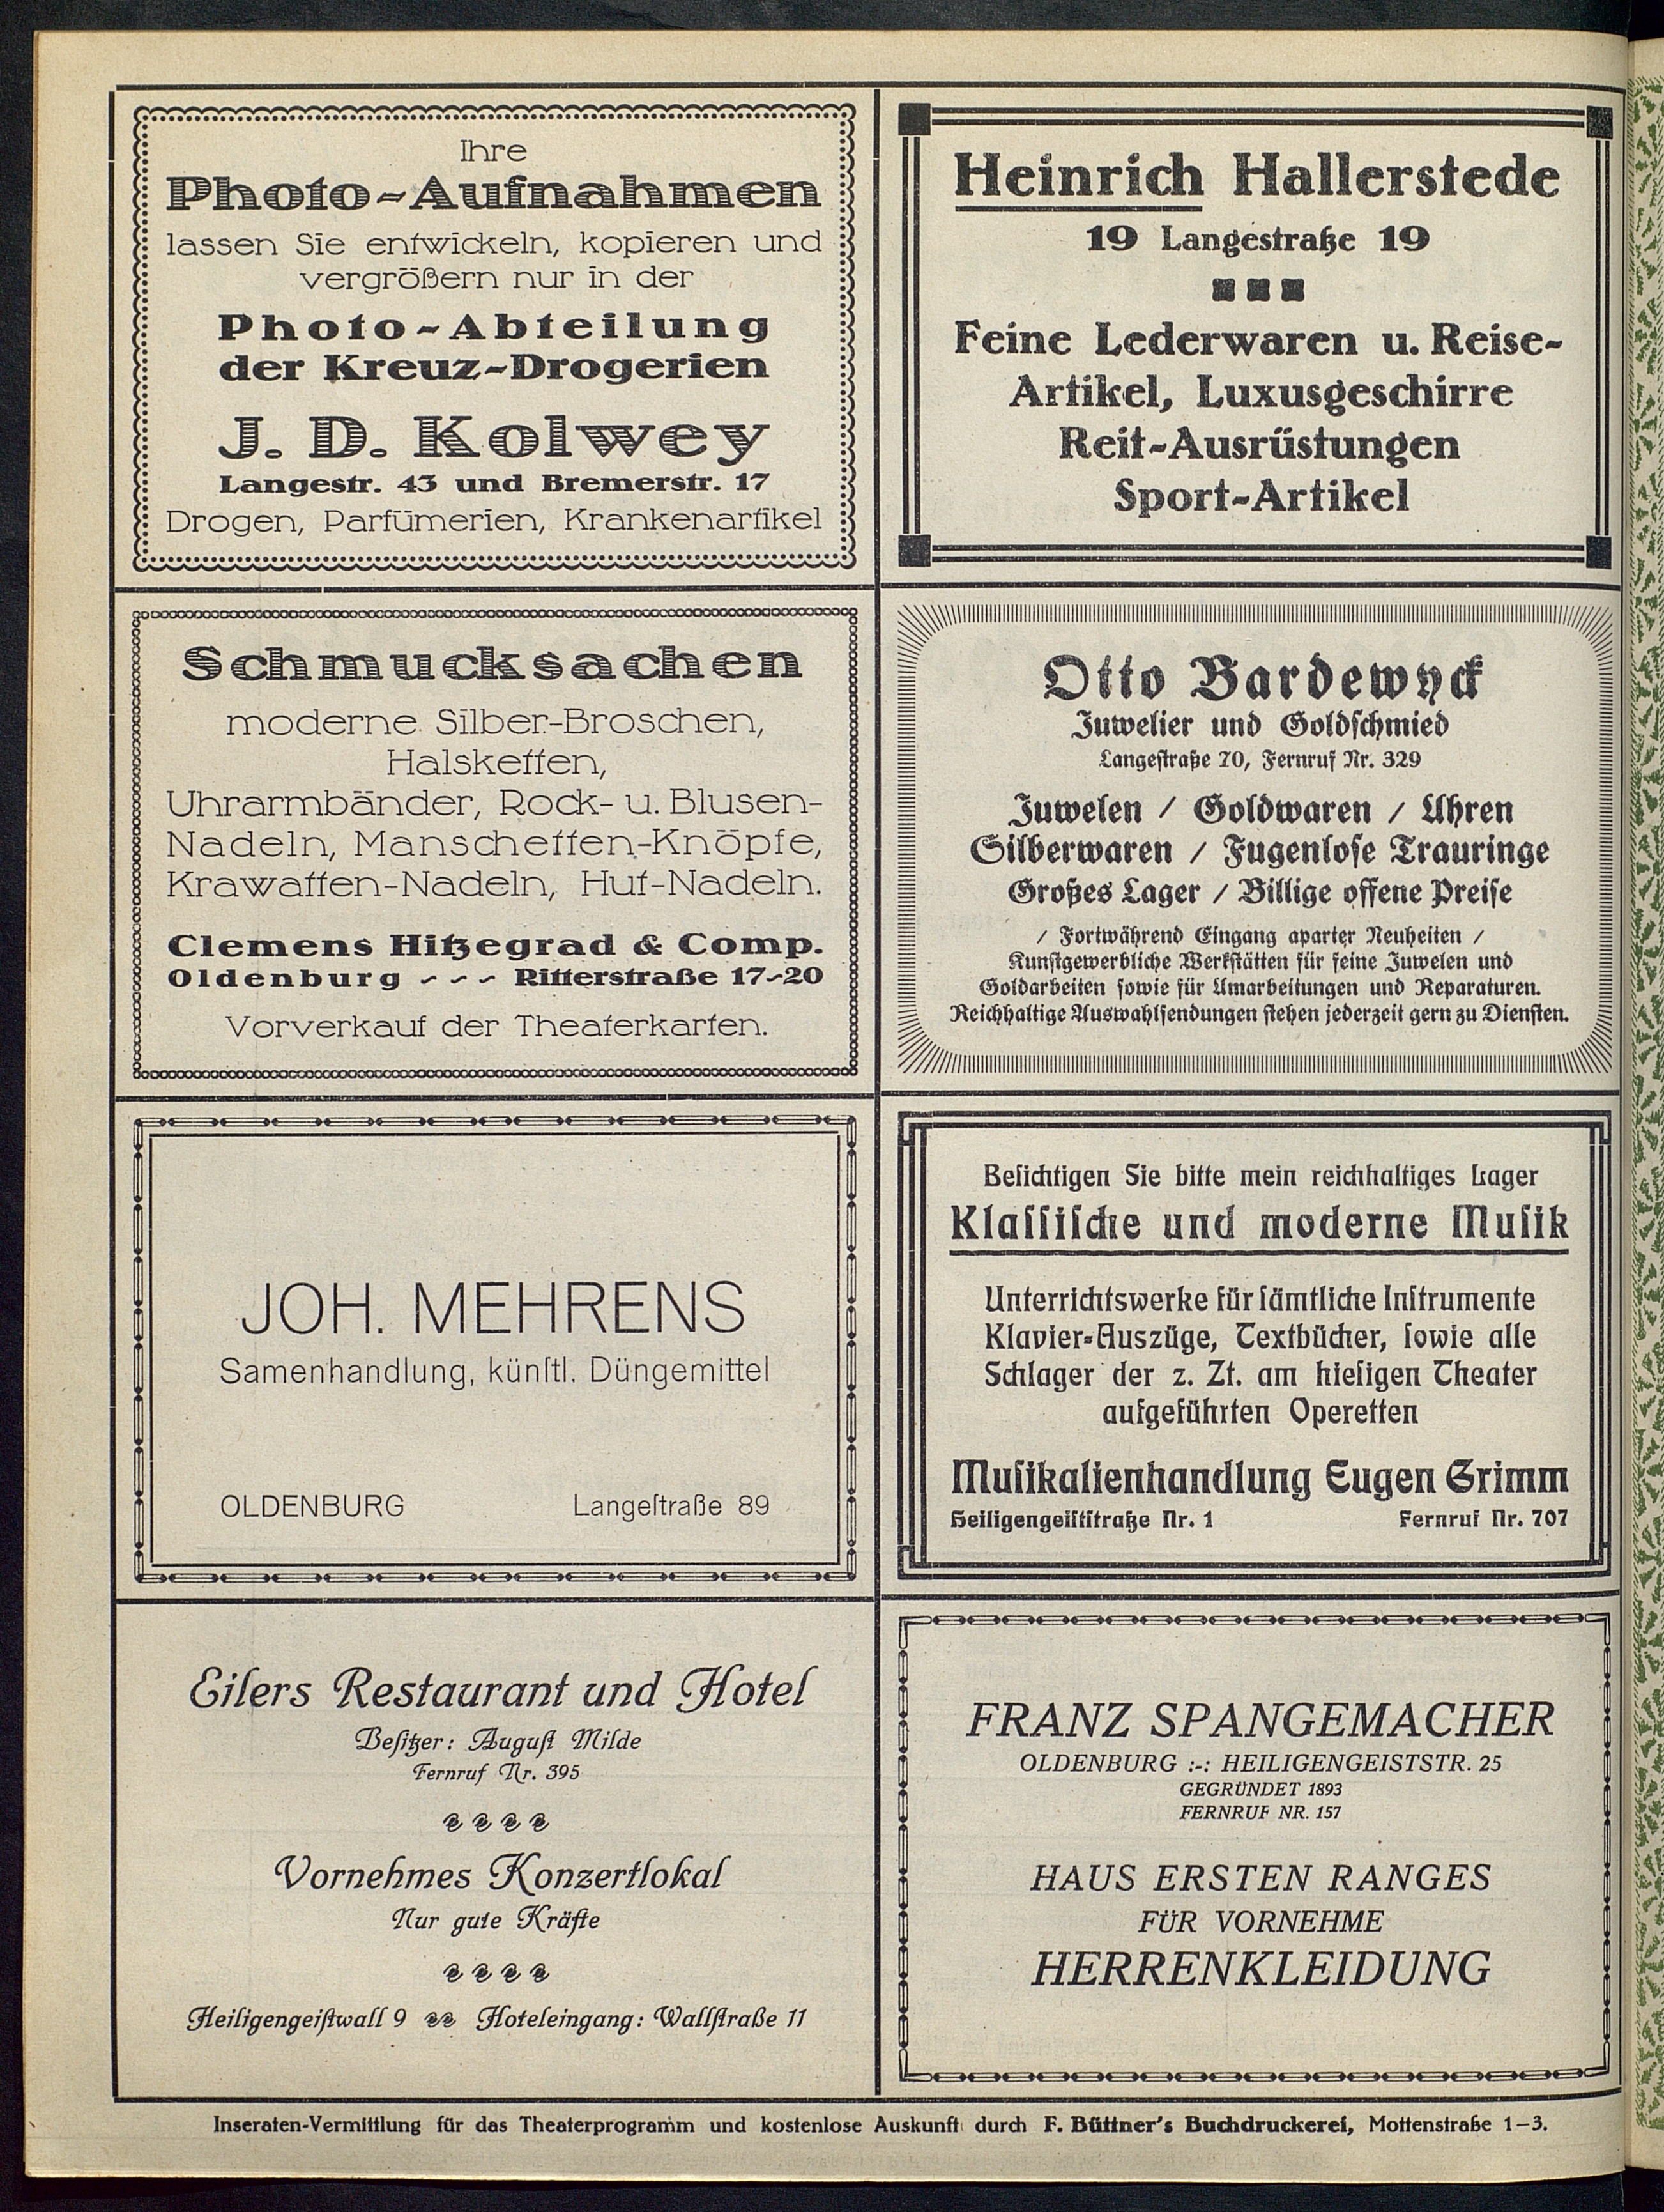 Ihre
Photo-Aufnahmen
lassen Sie entwickeln, kopieren und
vergrößern nur in der
Photo-Abteilung
der Kreuz-Drogerien
J. D. Kolwey
Langestr. 43 und Bremerstr. 17
Drogen, Parfümerien, Krankenartikel
Heinrich Hallerstede
19 Langestraße 19
Feine Lederwaren u. Reise-
Artikel, Luxusgeschirre
Reit-Ausrüstungen
Sport-Artikel
Schmucksachen
moderne Silber-Broschen,
Halsketten,
Uhrarmbänder, Rock- u. Blusen-
Nadeln, Manschetten-Knöpfe,
Krawatten-Nadeln, Hut-Nadeln.
Clemens Hitzegrad & Comp.
Oldenburg - - - Ritterstraße 17-20
Vorverkauf der Theaterkarten.
Otto Bardewyck
Juwelier und Goldſchmied
Langeſtraße 70, Fernruf Nr. 329
Juwelen / Goldwaren / Uhren
Silberwaren / Fugenloſe Trauringe
Großes Lager / Billige offene Preiſe
/ Fortwährend Eingang aparter Neuheiten /
Kunſtgewerbliche Werkſtätten für feine Juwelen und
Goldarbeiten ſowie für Umarbeitungen und Reparaturen.
Reichhaltige Auswahlſendungen ſtehen jederzeit gern zu Dienſten.
JOH. MEHRENS
Samenhandlung, künſtl. Düngemittel
OLDENBURG Langeſtraße 89
Beſichtigen Sie bitte mein reichhaltiges Lager
Klaſſiſche und moderne Muſik
Unterrichtswerke für ſämtliche Inſtrumente
Klavier-Auszüge, Textbücher, ſowie alle
Schlager der z. Zt. am hieſigen Theater
aufgeführten Operetten
Muſikalienhandlung Eugen Grimm
Heiligengeiſtſtraße Nr. 1 Fernruf Nr. 707
Eilers Restaurant und Hotel
Beſitzer: Auguſt Milde
Fernruf Nr. 395
Vornehmes Konzertlokal
Nur gute Kräfte
Heiligengeiſtwall 9 Hoteleingang: Wallſtraße 11
FRANZ SPANGEMACHER
OLDENBURG :-: HEILIGENGEISTSTR. 25
GEGRÜNDET 1893
FERNRUF NR. 157
HAUS ERSTEN RANGES
FÜR VORNEHME
HERRENKLEIDUNG
Inseraten-Vermittlung für das Theaterprogramm und kostenlose Auskunft durch F. Büttner's Buchdruckerei, Mottenstraße 1–3.